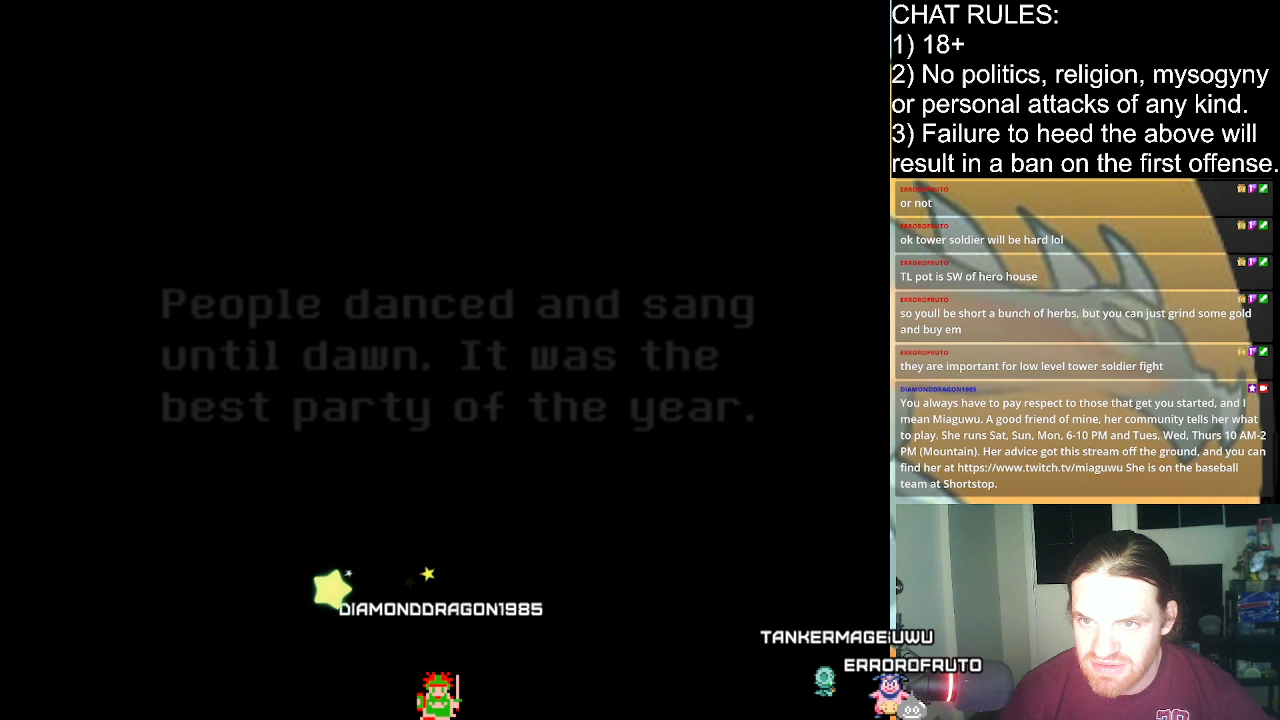 CHAT RULES:
1) 18+
2) No politics, religion, mysogyny
or personal attacks of any kind.
3) Failure to heed the above will
result in a ban on the first offense.
ERROROFRUTO
or not
ERROROFRUTO
ok tower soldier will be hard lol
ERROROFRUTO
TL pot is SW of hero house
ERROROFRUTO
so youll be short a bunch of herbs, but you can just grind some gold
and buy em
ERROROFRUTO
they are important for low level tower soldier fight
DIAMONDDRAGON1985
You always have to pay respect to those that get you started, and I
mean Miaguwu. A good friend of mine, her community tells her what
to play. She runs Sat, Sun, Mon, 6-10 PM and Tues, Wed, Thurs 10 AM-2
PM (Mountain). Her advice got this stream off the ground, and you can
find her at https://www.twitch.tv/miaguwu She is on the baseball
team at Shortstop.
People danced and sang
until dawn. It was the
best party of the year.
DIAMONDDRAGON1985
TANKERMAGEUWU
ERROROFRUTO